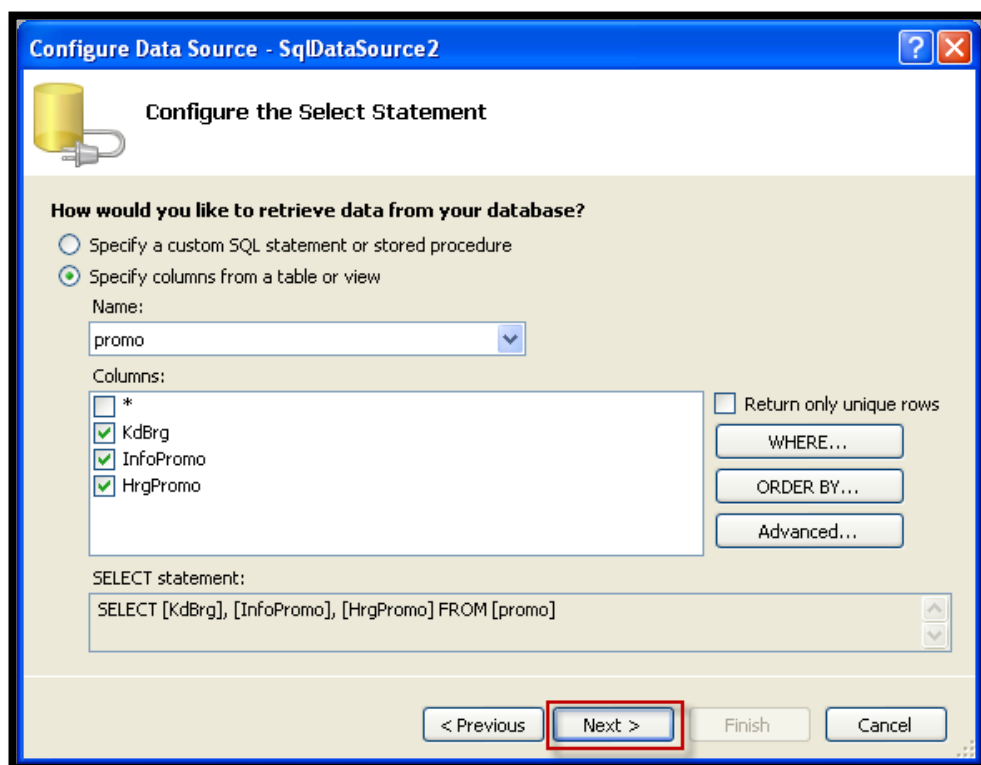 Configure Data Source - SqlDataSource2
Configure the Select Statement
How would you like to retrieve data from your database?
Specify a custom SQL statement or stored procedure
Specify columns from a table or view
Name:
promo
Columns:
*
KdBrg
InfoPromo
HrgPromo
Return only unique rows
WHERE...
ORDER BY...
Advanced...
SELECT statement:
SELECT [KdBrg], [InfoPromo], [HrgPromo] FROM [promo]
< Previous
Next >
Finish
Cancel